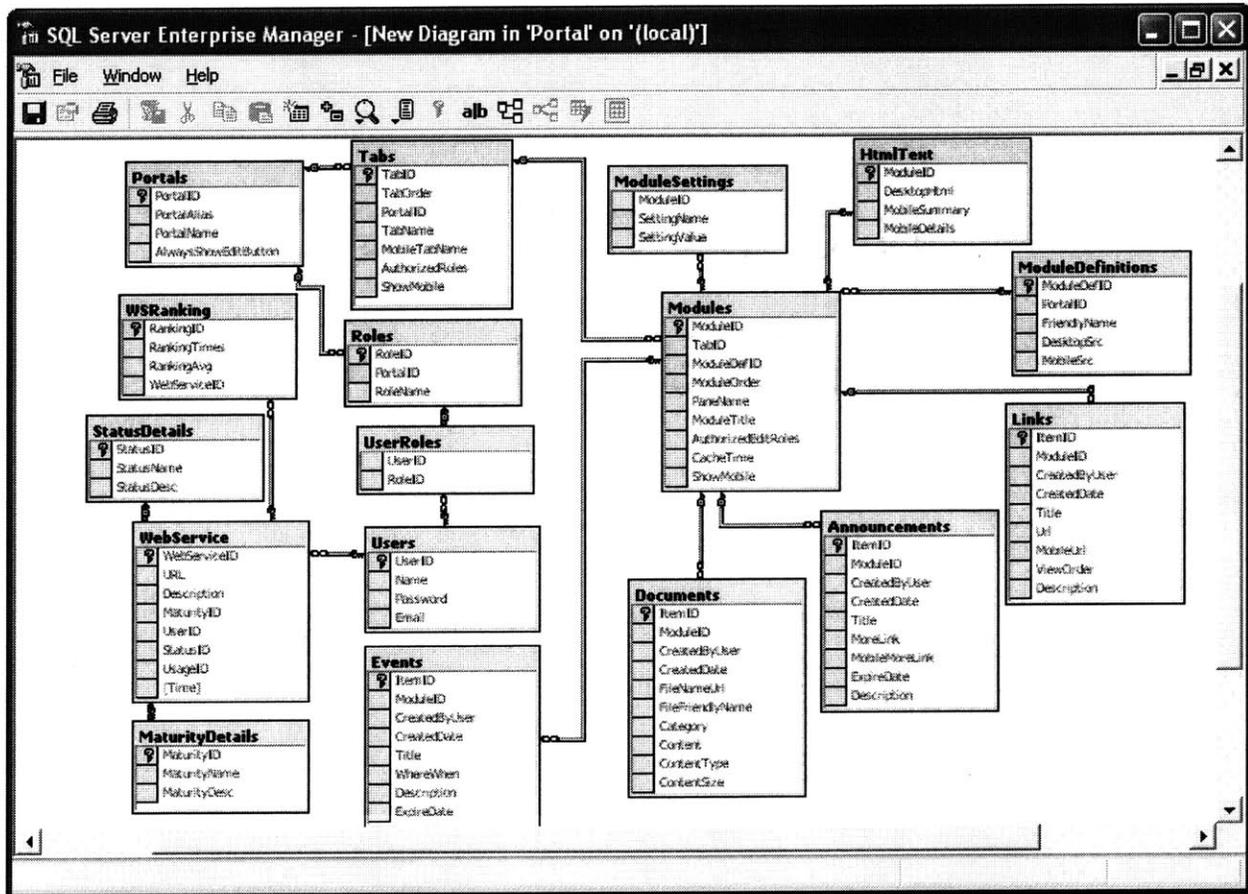 SQL Server Enterprise Manager - [New Diagram in 'Portal' on '(local)']
File Window Help
ab
Portals
PortalID
PortalAlias
PortalName
AlwaysShowEditButton
Tabs
TabID
TabOrder
PortalID
TabName
MobileTabName
AuthorizedRoles
ShowMobile
ModuleSettings
ModuleID
SettingName
SettingValue
HtmlText
ModuleID
DesktopHtml
MobileSummary
MobileDetails
ModuleDefinitions
ModuleDefID
PortalID
FriendlyName
DesktopSrc
MobileSrc
WSRanking
RankingID
RankingTimes
RankingAvg
WebServiceID
Roles
RoleID
PortalID
RoleName
Modules
ModuleID
TabID
ModuleDefID
ModuleOrder
PaneName
ModuleTitle
AuthorizedEditRoles
CacheTime
ShowMobile
StatusDetails
StatusID
StatusName
StatusDesc
UserRoles
UserID
RoleID
Links
ItemID
ModuleID
CreatedByUser
CreatedDate
Title
Url
MobileUrl
ViewOrder
Description
WebService
WebServiceID
URL
Description
MaturityID
UserID
StatusID
UsageID
[Time]
Users
UserID
Name
Password
Email
Announcements
ItemID
ModuleID
CreatedByUser
CreatedDate
Title
MoreLink
MobileMoreLink
ExpireDate
Description
Documents
ItemID
ModuleID
CreatedByUser
CreatedDate
FileNameUrl
FileFriendlyName
Category
Content
ContentType
ContentSize
Events
ItemID
ModuleID
CreatedByUser
CreatedDate
Title
WhereWhen
Description
ExpireDate
MaturityDetails
MaturityID
MaturityName
MaturityDesc